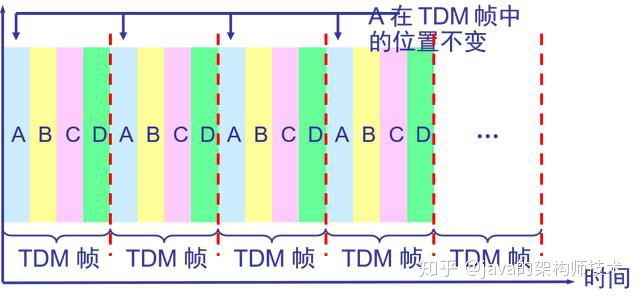 A 在 TDM 帧中
的位置不变
A B C D A B C D A B C D A B C D ···
TDM 帧 TDM 帧 TDM 帧 TDM 帧 TDM 帧
知乎 @java的架构师技术
时间